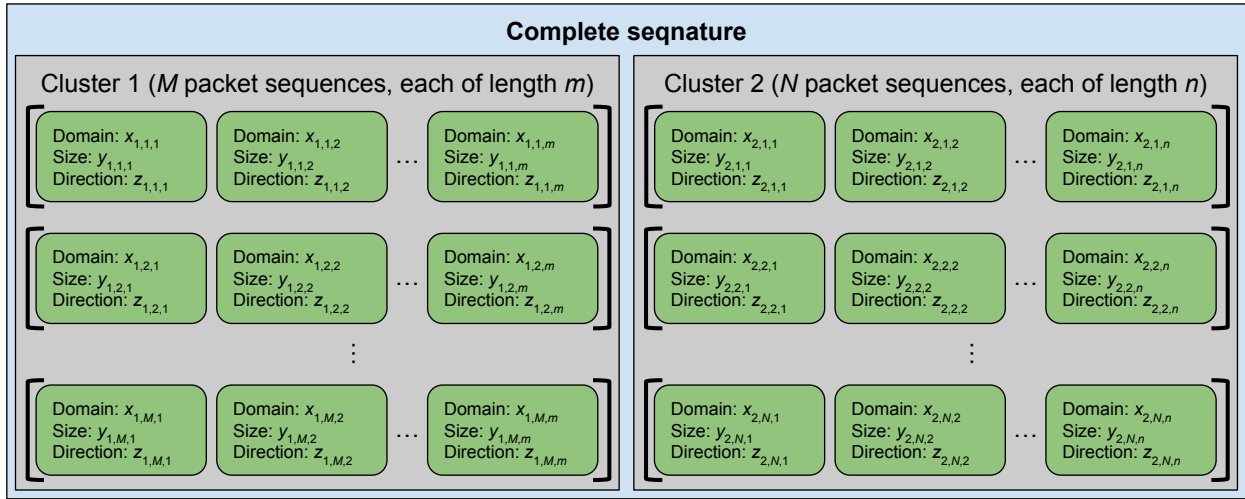 Complete seqnature
Cluster 1 (M packet sequences, each of length m)
Domain: x1,1,1
Size: y1,1,1
Direction: z1,1,1
Domain: x1,1,2
Size: y1,1,2
Direction: z1,1,2
...
Domain: x1,1,m
Size: y1,1,m
Direction: z1,1,m
Domain: x1,2,1
Size: y1,2,1
Direction: z1,2,1
Domain: x1,2,2
Size: y1,2,2
Direction: z1,2,2
...
Domain: x1,2,m
Size: y1,2,m
Direction: z1,2,m
⋮
Domain: x1,M,1
Size: y1,M,1
Direction: z1,M,1
Domain: x1,M,2
Size: y1,M,2
Direction: z1,M,2
...
Domain: x1,M,m
Size: y1,M,m
Direction: z1,M,m
Cluster 2 (N packet sequences, each of length n)
Domain: x2,1,1
Size: y2,1,1
Direction: z2,1,1
Domain: x2,1,2
Size: y2,1,2
Direction: z2,1,2
...
Domain: x2,1,n
Size: y2,1,n
Direction: z2,1,n
Domain: x2,2,1
Size: y2,2,1
Direction: z2,2,1
Domain: x2,2,2
Size: y2,2,2
Direction: z2,2,2
...
Domain: x2,2,n
Size: y2,2,n
Direction: z2,2,n
⋮
Domain: x2,N,1
Size: y2,N,1
Direction: z2,N,1
Domain: x2,N,2
Size: y2,N,2
Direction: z2,N,2
...
Domain: x2,N,n
Size: y2,N,n
Direction: z2,N,n